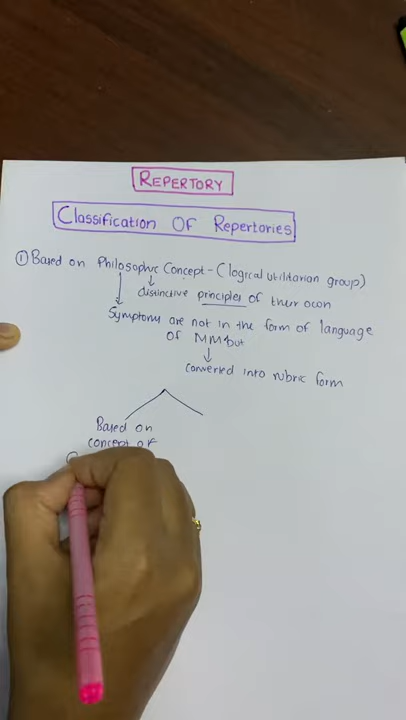 REPERTORY
Classification OF Repertories
① Based on Philosophic Concept - (logical utilitarian group)
distinctive principles of their own
Symptoms are not in the form of language
of MM but
converted into rubric form
Based on
concept of